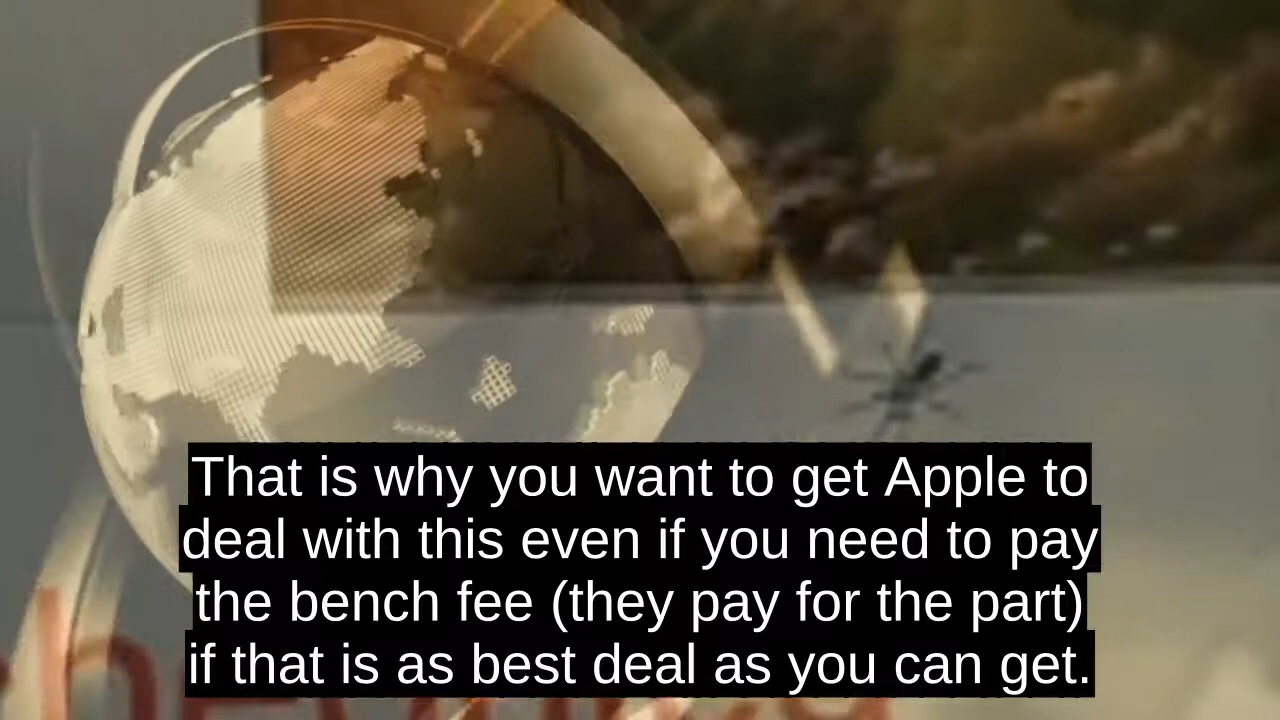 That is why you want to get Apple to
deal with this even if you need to pay
the bench fee (they pay for the part)
if that is as best deal as you can get.